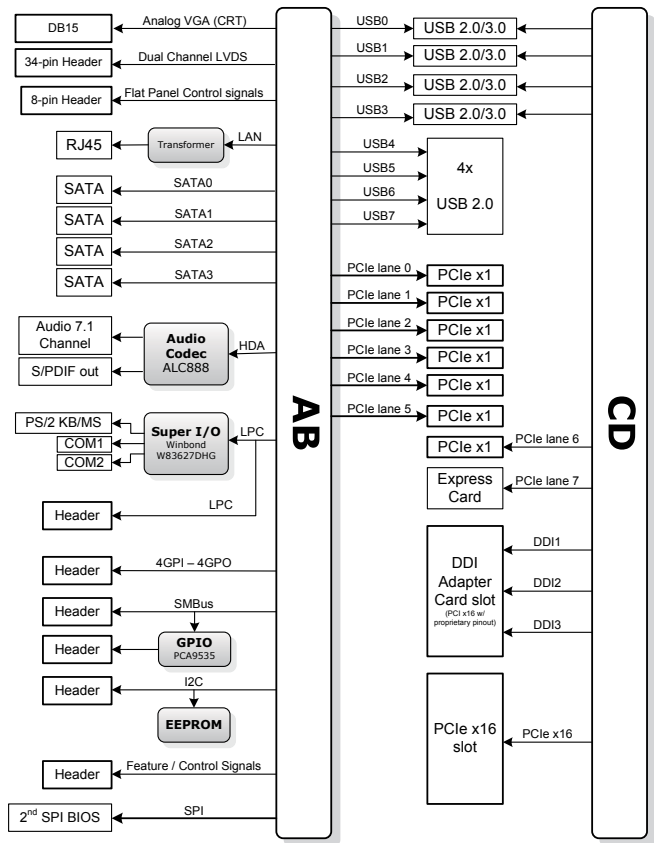 DB15
Analog VGA (CRT)
34-pin Header
Dual Channel LVDS
8-pin Header
Flat Panel Control signals
RJ45
Transformer
LAN
SATA
SATA0
SATA
SATA1
SATA
SATA2
SATA
SATA3
Audio 7.1
Channel
S/PDIF out
Audio
Codec
ALC888
HDA
PS/2 KB/MS
COM1
COM2
Super I/O
Winbond
W83627DHG
LPC
Header
LPC
Header
4GPI – 4GPO
Header
SMBus
Header
GPIO
PCA9535
Header
I2C
EEPROM
Header
Feature / Control Signals
2nd SPI BIOS
SPI
AB
USB0
USB 2.0/3.0
USB1
USB 2.0/3.0
USB2
USB 2.0/3.0
USB3
USB 2.0/3.0
USB4
USB5
USB6
USB7
4x
USB 2.0
PCIe lane 0
PCIe x1
PCIe lane 1
PCIe x1
PCIe lane 2
PCIe x1
PCIe lane 3
PCIe x1
PCIe lane 4
PCIe x1
PCIe lane 5
PCIe x1
PCIe x1
PCIe lane 6
Express
Card
PCIe lane 7
DDI
Adapter
Card slot
(PCI x16 w/
proprietary pinout)
DDI1
DDI2
DDI3
PCIe x16
slot
PCIe x16
CD